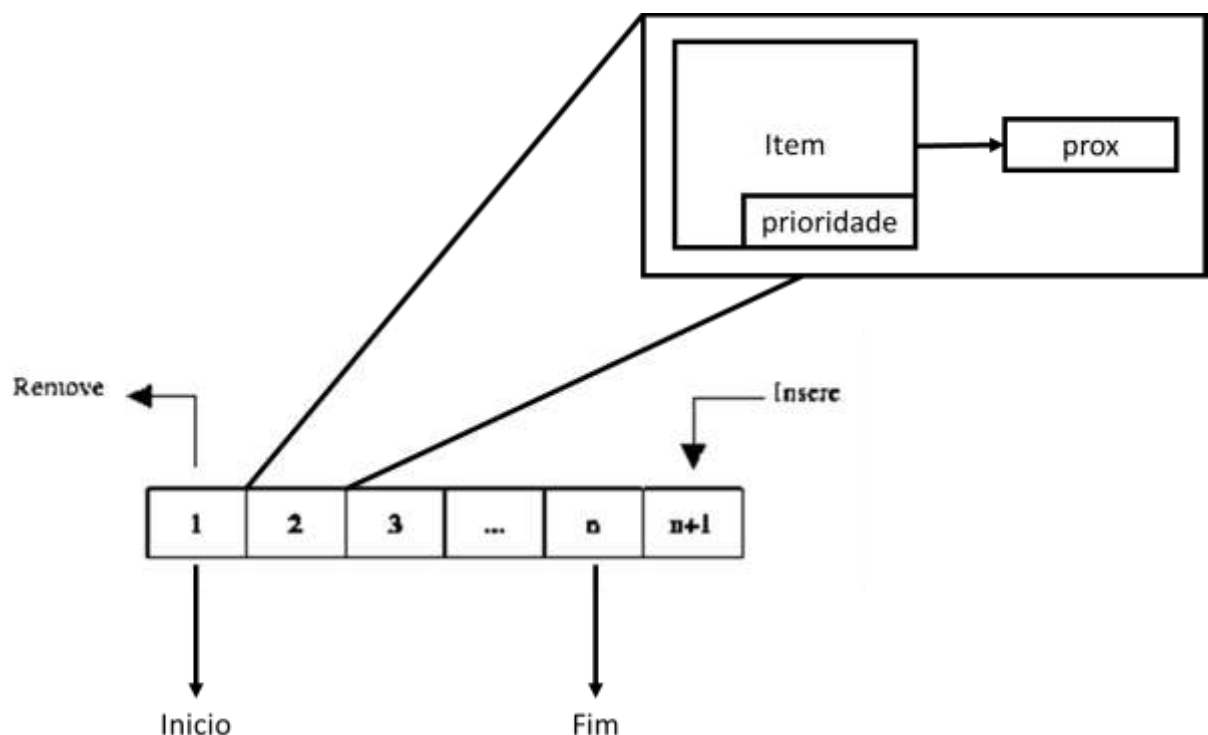 Item
prox
prioridade
Remove
Insere
1 2 3 ... n n+1
Inicio
Fim